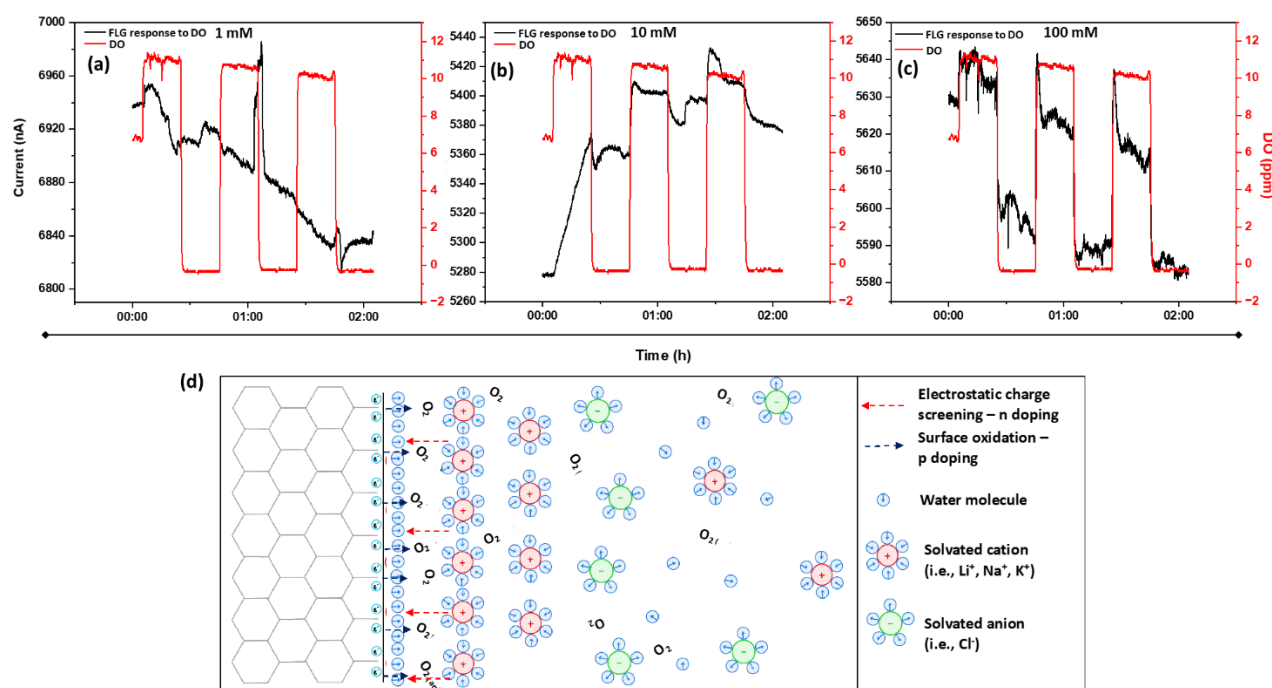 FLG response to DO 1 mM
DO
(a)
7000
6960
6920
6880
6840
6800
Current (nA)
12
10
8
6
4
2
0
−2
00:00 01:00 02:00
FLG response to DO 10 mM
DO
(b)
5440
5420
5400
5380
5360
5340
5320
5300
5280
5260
12
10
8
6
4
2
0
−2
00:00 01:00 02:00
FLG response to DO 100 mM
DO
(c)
5650
5640
5630
5620
5610
5600
5590
5580
12
10
8
6
4
2
0
−2
DO (ppm)
00:00 01:00 02:00
Time (h)
(d)
e-
O2
+
−
Electrostatic charge
screening – n doping
Surface oxidation –
p doping
Water molecule
Solvated cation
(i.e., Li⁺, Na⁺, K⁺)
Solvated anion
(i.e., Cl⁻)